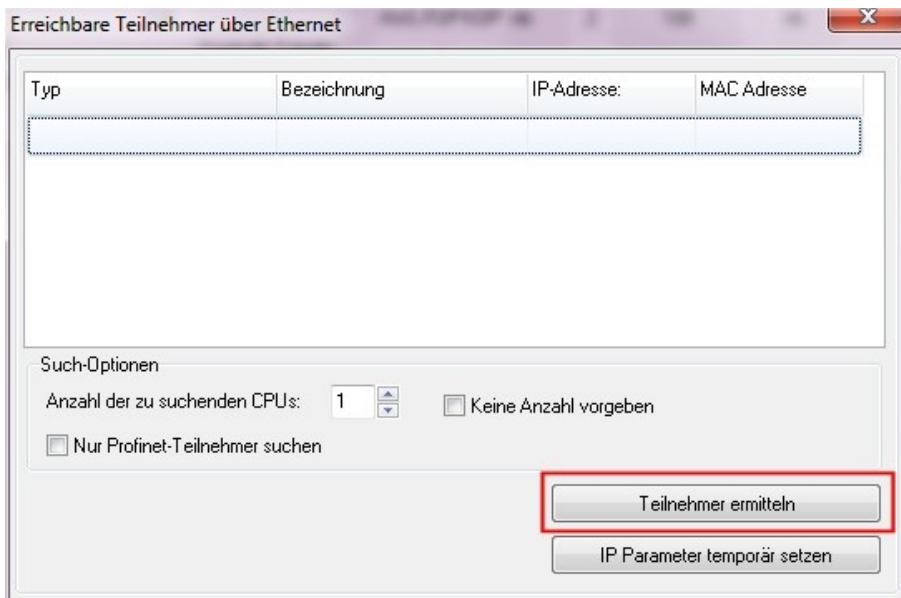 Erreichbare Teilnehmer über Ethernet
Typ Bezeichnung IP-Adresse: MAC Adresse
Such-Optionen
Anzahl der zu suchenden CPUs: 1 Keine Anzahl vorgeben
Nur Profinet-Teilnehmer suchen
Teilnehmer ermitteln
IP Parameter temporär setzen